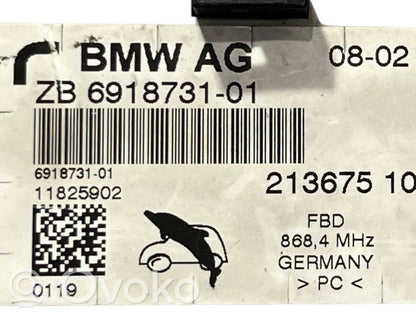 BMW AG 08-02
ZB 6918731-01
6918731-01
11825902
213675 10
FBD
868,4 MHz
GERMANY
> PC <
0119
Ovoko